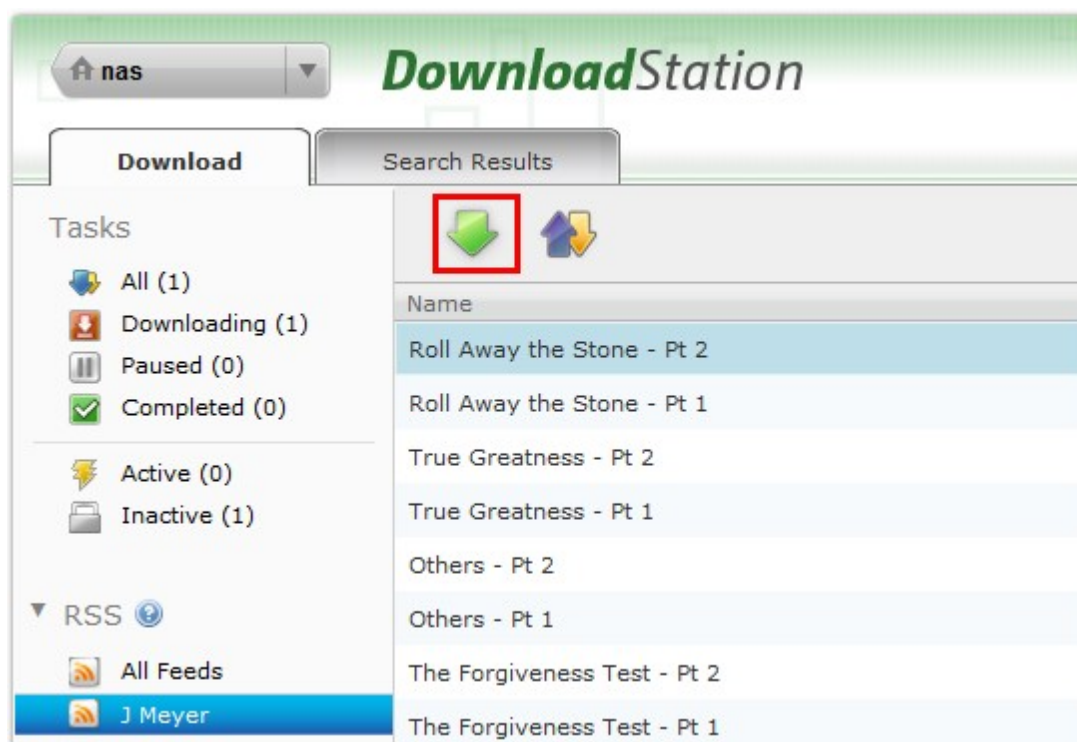 nas
DownloadStation
Download
Search Results
Tasks
All (1)
Downloading (1)
Paused (0)
Completed (0)
Active (0)
Inactive (1)
RSS
All Feeds
J Meyer
Name
Roll Away the Stone - Pt 2
Roll Away the Stone - Pt 1
True Greatness - Pt 2
True Greatness - Pt 1
Others - Pt 2
Others - Pt 1
The Forgiveness Test - Pt 2
The Forgiveness Test - Pt 1